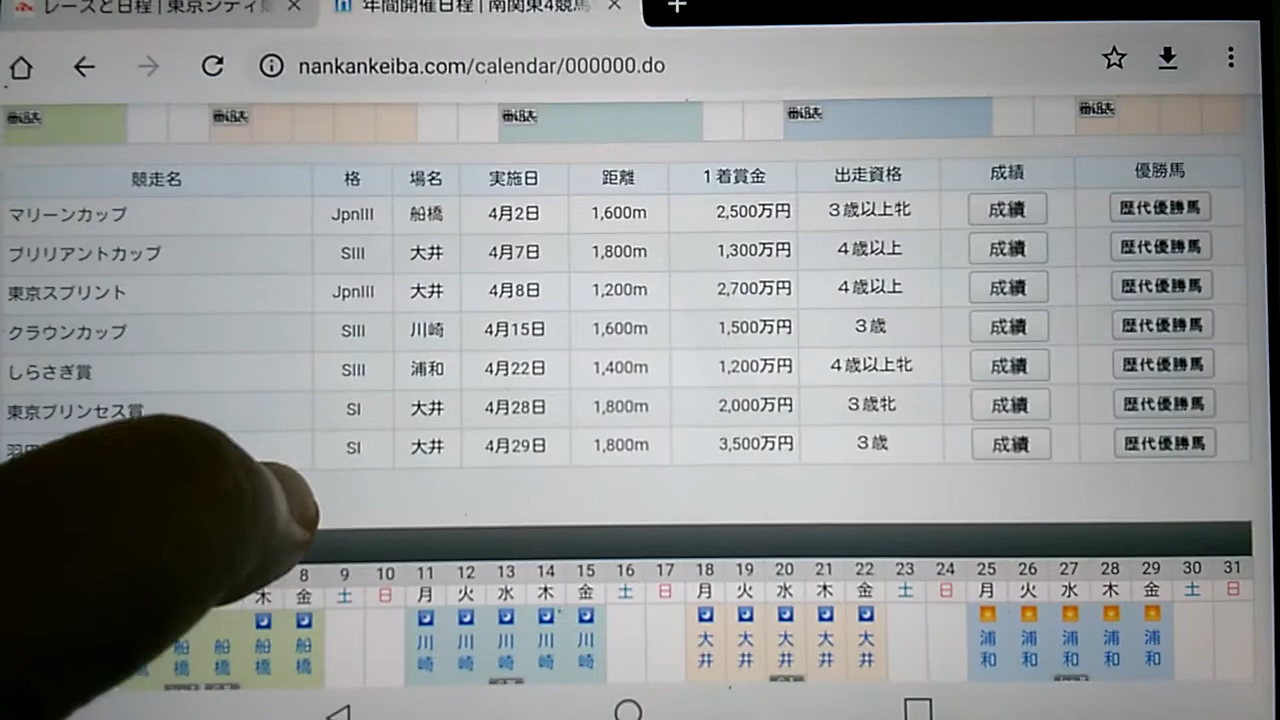 レースと日程 | 東京シティ
年間開催日程 | 南関東4競馬
nankankeiba.com/calendar/000000.do
番組表 番組表 番組表 番組表 番組表
競走名 格 場名 実施日 距離 1着賞金 出走資格 成績 優勝馬
マリーンカップ JpnIII 船橋 4月2日 1,600m 2,500万円 3歳以上牝 成績 歴代優勝馬
ブリリアントカップ SIII 大井 4月7日 1,800m 1,300万円 4歳以上 成績 歴代優勝馬
東京スプリント JpnIII 大井 4月8日 1,200m 2,700万円 4歳以上 成績 歴代優勝馬
クラウンカップ SIII 川崎 4月15日 1,600m 1,500万円 3歳 成績 歴代優勝馬
しらさぎ賞 SIII 浦和 4月22日 1,400m 1,200万円 4歳以上牝 成績 歴代優勝馬
東京プリンセス賞 SI 大井 4月28日 1,800m 2,000万円 3歳牝 成績 歴代優勝馬
SI 大井 4月29日 1,800m 3,500万円 3歳 成績 歴代優勝馬
8 9 10 11 12 13 14 15 16 17 18 19 20 21 22 23 24 25 26 27 28 29 30 31
木 金 土 日 月 火 水 木 金 土 日 月 火 水 木 金 土 日 月 火 水 木 金 土 日
船橋 船橋 船橋 船橋 川崎 川崎 川崎 川崎 川崎 大井 大井 大井 大井 大井 浦和 浦和 浦和 浦和 浦和